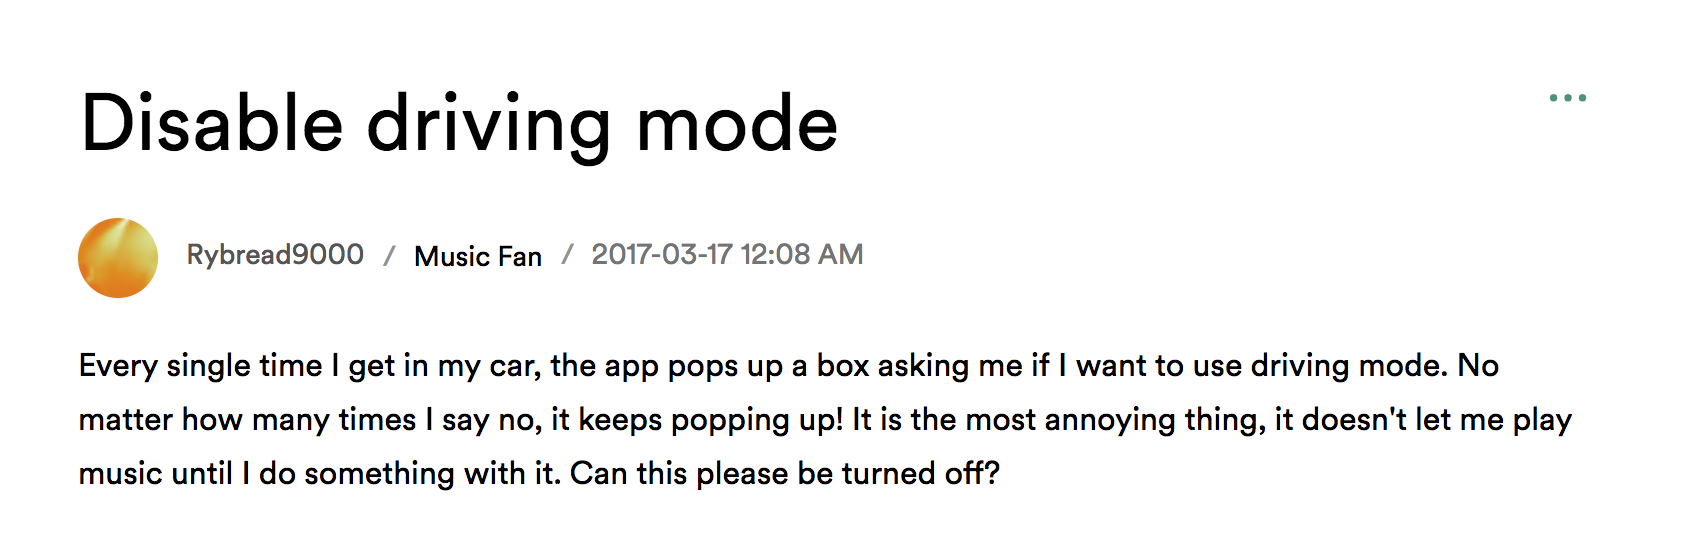 Disable driving mode
Rybread9000 / Music Fan / 2017-03-17 12:08 AM
Every single time I get in my car, the app pops up a box asking me if I want to use driving mode. No
matter how many times I say no, it keeps popping up! It is the most annoying thing, it doesn't let me play
music until I do something with it. Can this please be turned off?